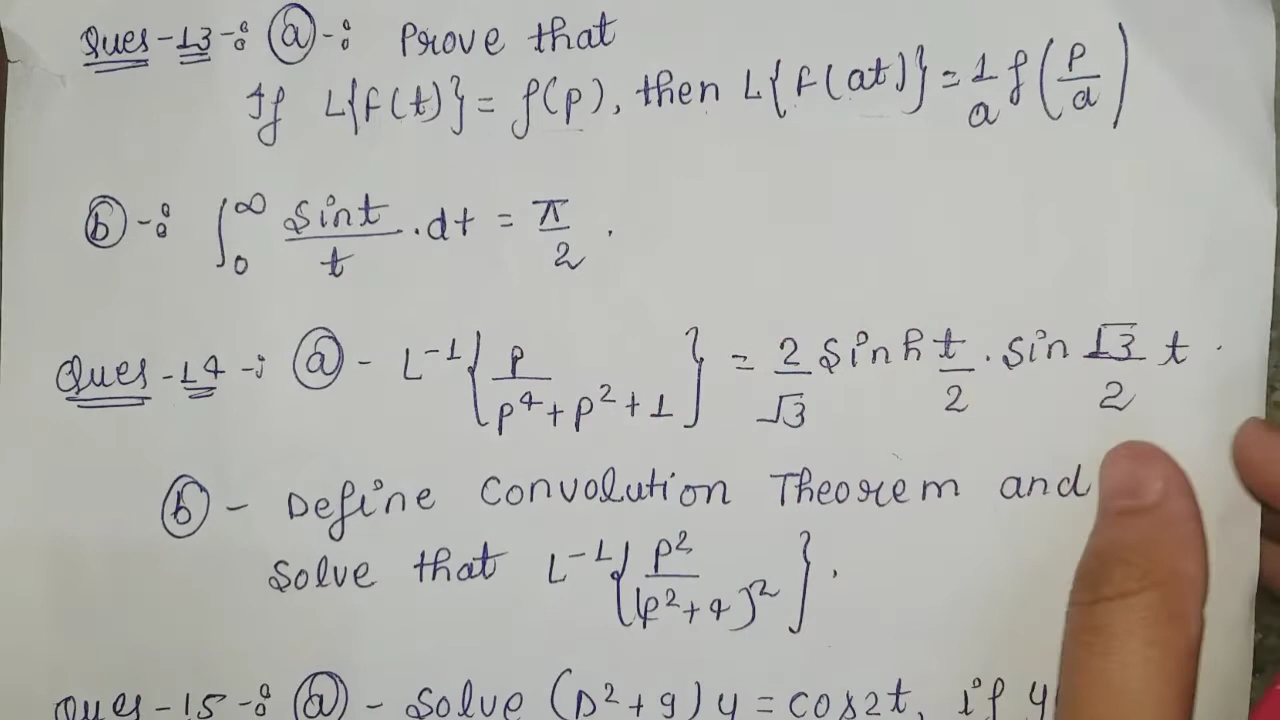 Ques-13-: ⓐ-: Prove that
If L{F(t)} = f(p), then L{F(at)} = 1/a f(p/a)
ⓑ-: ∫₀^∞ sint/t .dt = π/2 .
Ques-14-: ⓐ- L⁻¹{p/(p⁴+p²+1)} = 2/√3 sinh t/2 . sin √3/2 t .
ⓑ- Define Convolution Theorem and
solve that L⁻¹{p²/(p²+4)²}.
Ques-15-: ⓐ- Solve (D²+9)y = cos2t, if y